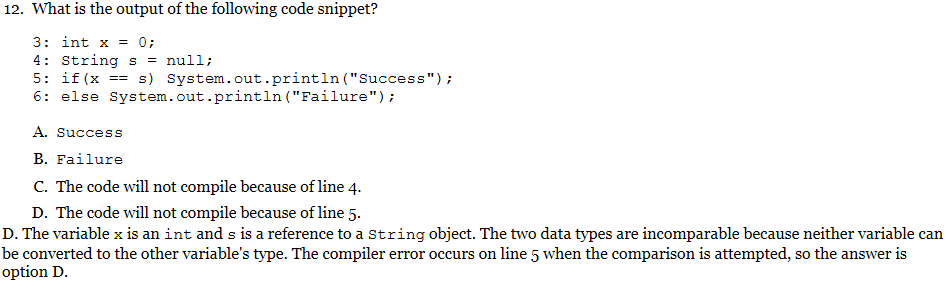 12. What is the output of the following code snippet?
3: int x = 0;
4: String s = null;
5: if(x == s) System.out.println("Success");
6: else System.out.println("Failure");
A. Success
B. Failure
C. The code will not compile because of line 4.
D. The code will not compile because of line 5.
D. The variable x is an int and s is a reference to a String object. The two data types are incomparable because neither variable can
be converted to the other variable's type. The compiler error occurs on line 5 when the comparison is attempted, so the answer is
option D.